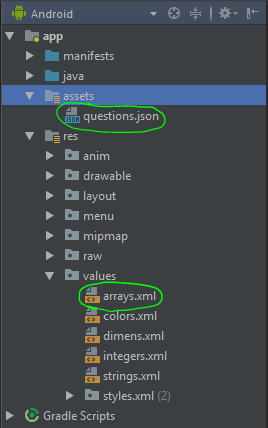 Android
app
manifests
java
assets
questions.json
res
anim
drawable
layout
menu
mipmap
raw
values
arrays.xml
colors.xml
dimens.xml
integers.xml
strings.xml
styles.xml (2)
Gradle Scripts